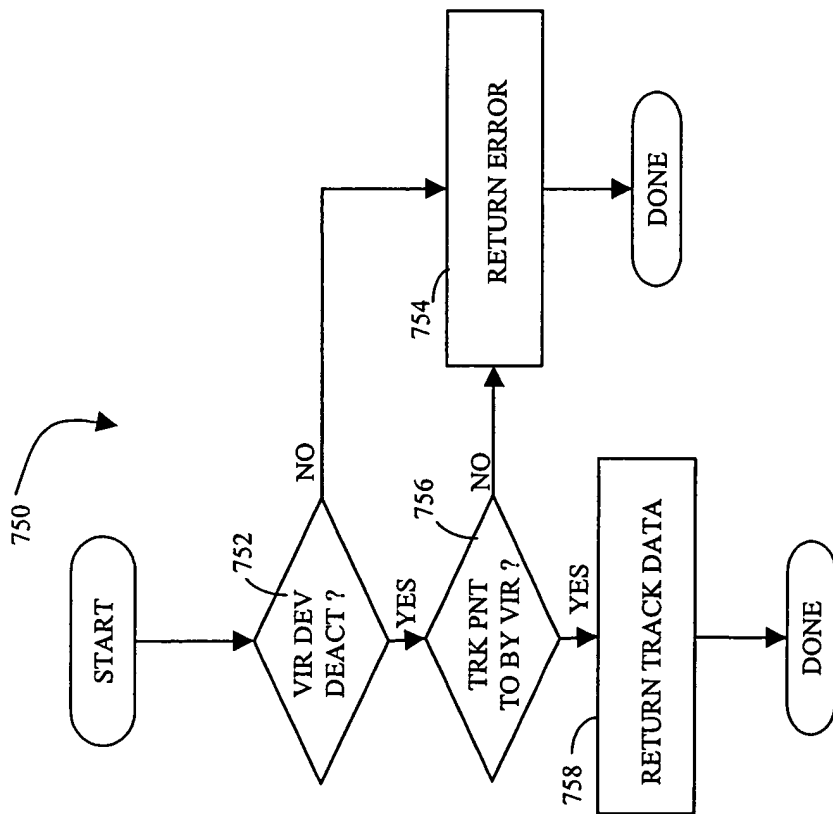 750
START
752
VIR DEV
DEACT ?
NO
YES
756
TRK PNT
TO BY VIR ?
NO
YES
754
RETURN ERROR
DONE
758
RETURN TRACK DATA
DONE